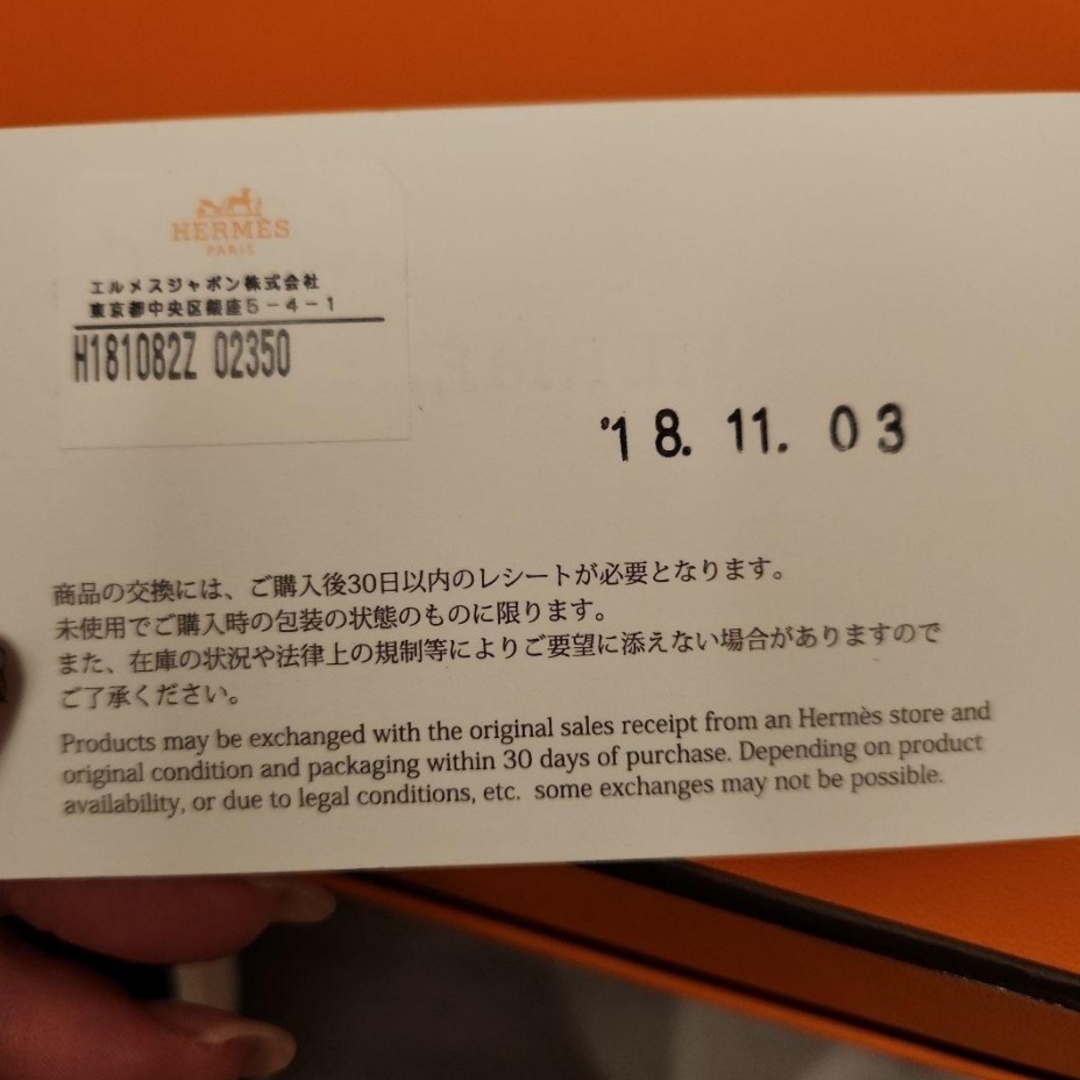 HERMÈS
PARIS
エルメスジャポン株式会社
東京都中央区銀座5-4-1
H181082Z 02350
'18. 11. 03
商品の交換には、ご購入後30日以内のレシートが必要となります。
未使用でご購入時の包装の状態のものに限ります。
また、在庫の状況や法律上の規制等によりご要望に添えない場合がありますので
ご了承ください。
Products may be exchanged with the original sales receipt from an Hermès store and
original condition and packaging within 30 days of purchase. Depending on product
availability, or due to legal conditions, etc. some exchanges may not be possible.